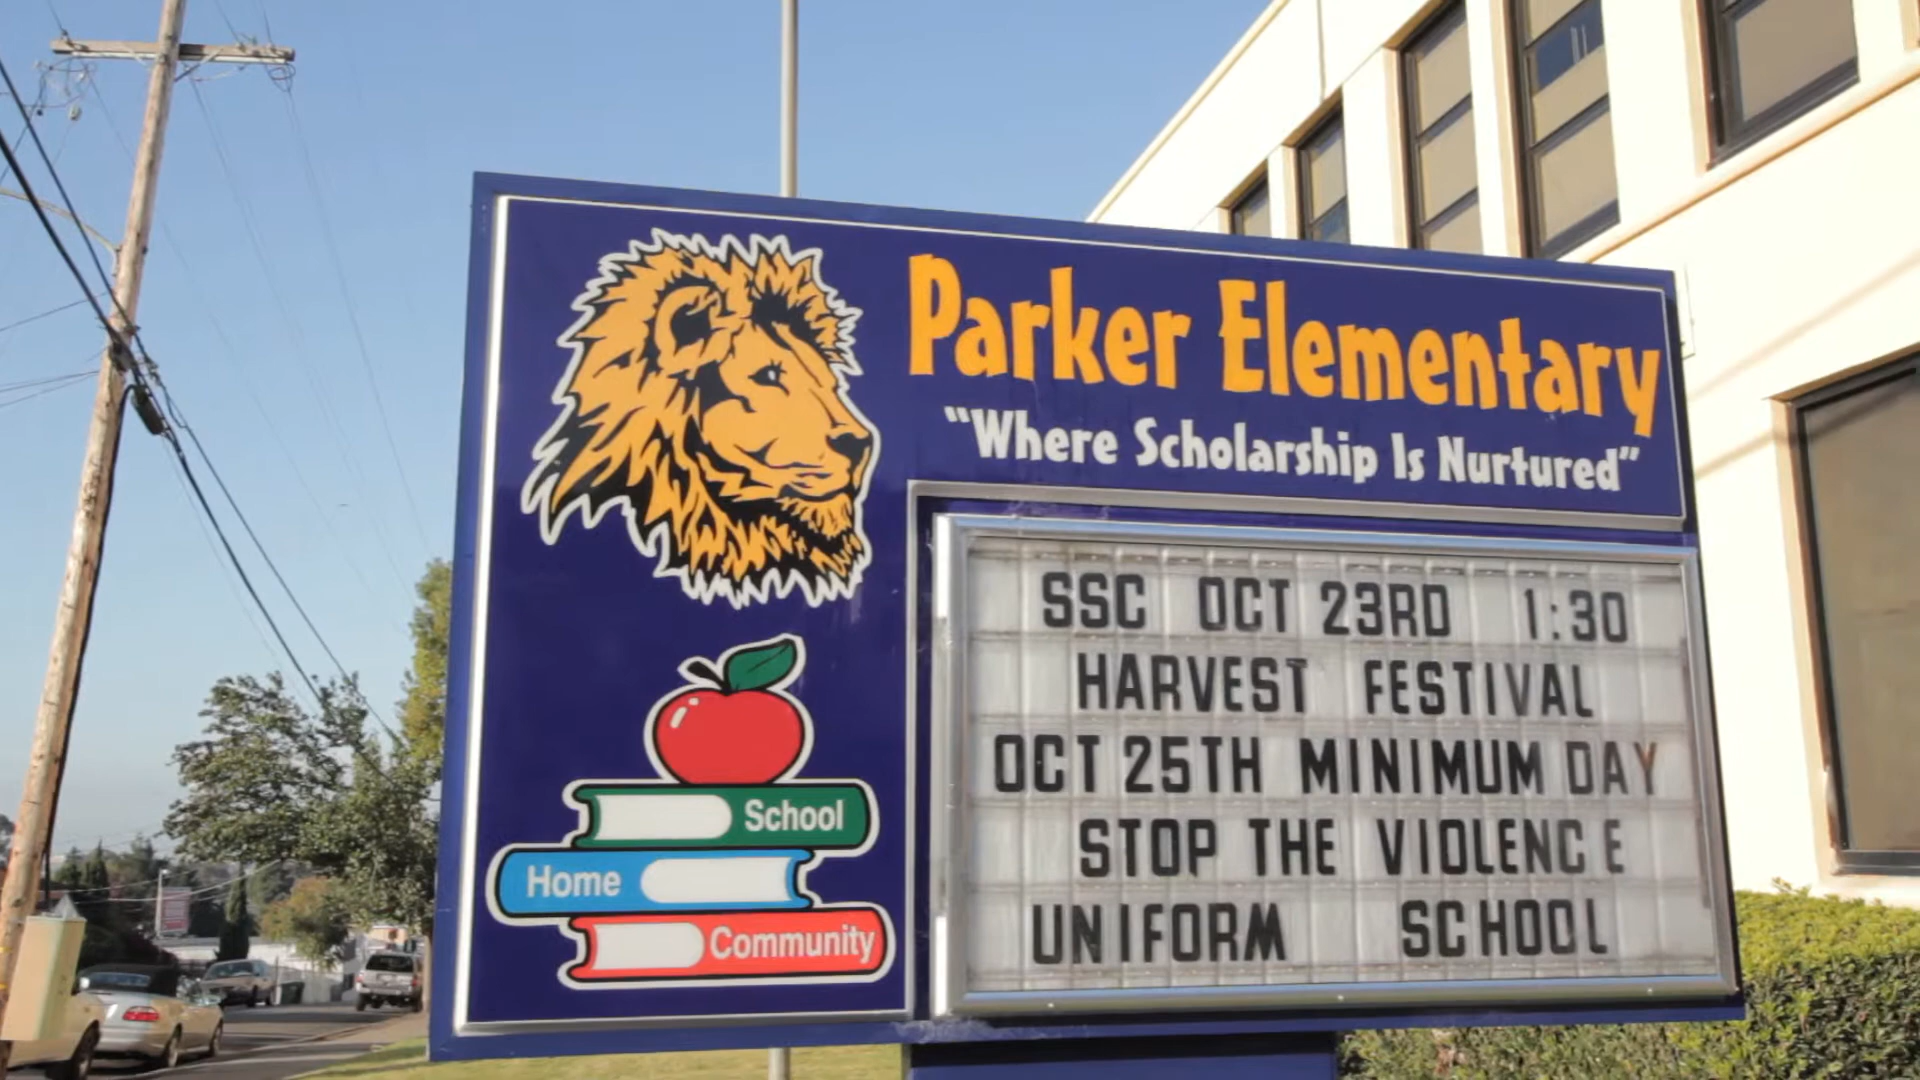 Parker Elementary
“Where Scholarship Is Nurtured”
SSC OCT 23RD 1:30
HARVEST FESTIVAL
OCT 25TH MINIMUM DAY
STOP THE VIOLENCE
UNIFORM SCHOOL
School
Home
Community